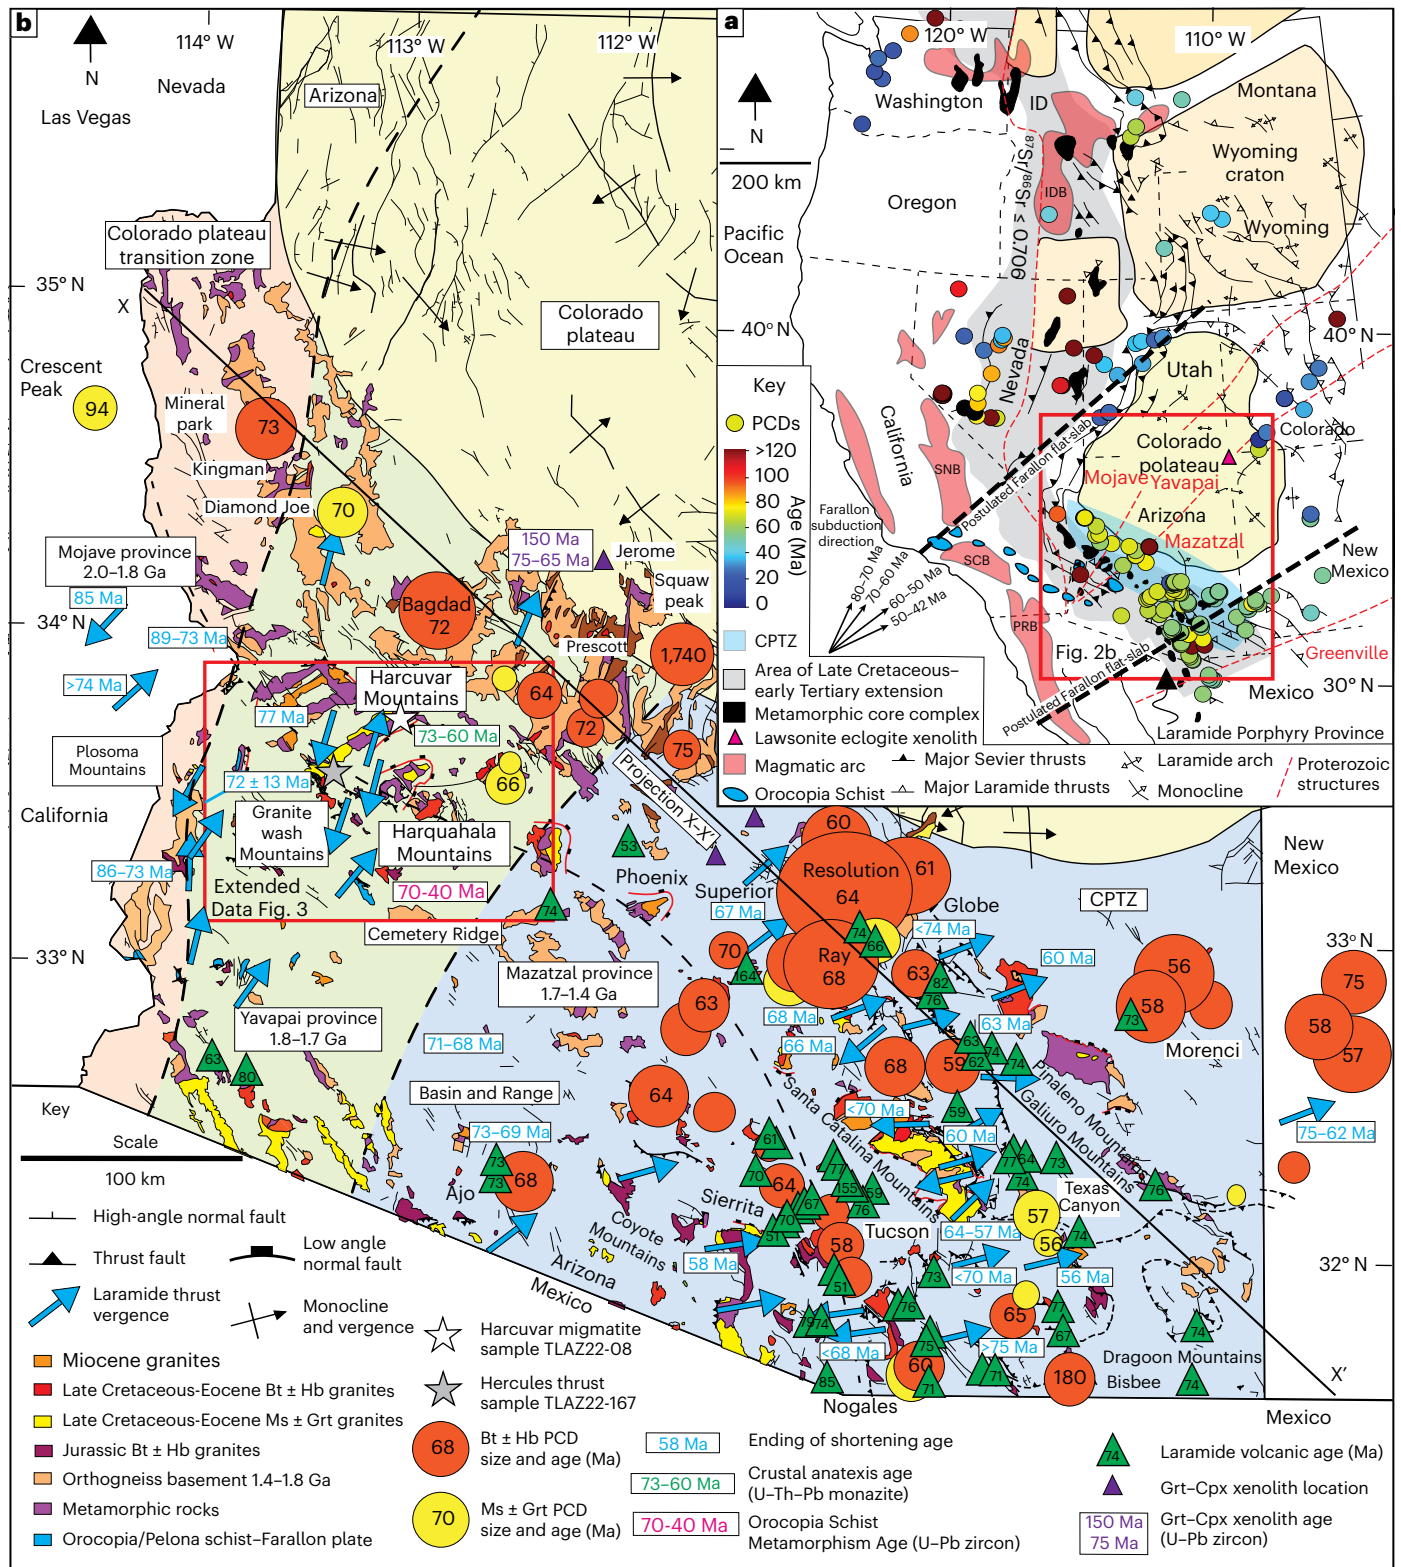 b
114° W
113° W
112° W
N
Nevada
Las Vegas
Arizona
Colorado plateau
transition zone
35° N
X
Colorado
plateau
Crescent
Peak
94
Mineral
park
73
Kingman
Diamond Joe
70
Mojave province
2.0–1.8 Ga
150 Ma
75–65 Ma
Jerome
Squaw
peak
85 Ma
Bagdad
72
34° N
89–73 Ma
Prescott
1,740
>74 Ma
Harcuvar
Mountains
64
72
77 Ma
73–60 Ma
75
Plosoma
Mountains
72 ± 13 Ma
66
Projection X–X'
California
Granite
wash
Mountains
Harquahala
Mountains
53
60
86–73 Ma
70-40 Ma
Phoenix
Superior
Resolution
64
61
Extended
Data Fig. 3
74
67 Ma
Globe
CPTZ
New
Mexico
Cemetery Ridge
74
66
<74 Ma
33° N
70
Ray
68
63
60 Ma
56
33° N
Mazatzal province
1.7–1.4 Ga
164
82
76
75
63
58
73
58
Yavapai province
1.8–1.7 Ga
68 Ma
63 Ma
71–68 Ma
66 Ma
63
74
Morenci
57
63
80
68
59
62
74
Pinaleno Mountains
Key
Basin and Range
64
Santa Catalina Mountains
<70 Ma
59
Galiuro Mountains
Scale
73–69 Ma
61
60 Ma
75–62 Ma
100 km
73
77
77
64
73
Ajo
73
68
70
64
155
59
74
76
Sierrita
67
76
Texas
Canyon
High-angle normal fault
Coyote
Mountains
70
51
Tucson
57
Thrust fault
Low angle
normal fault
58
64–57 Ma
56
74
32° N
Arizona
58 Ma
<70 Ma
56 Ma
Laramide thrust
vergence
Mexico
51
73
Monocline
and vergence
76
65
77
79
74
75
67
74
Harcuvar migmatite
sample TLAZ22-08
<68 Ma
>75 Ma
Miocene granites
60
Dragoon Mountains
X'
Late Cretaceous-Eocene Bt ± Hb granites
Hercules thrust
sample TLAZ22-167
85
71
71
180
Bisbee
74
Late Cretaceous-Eocene Ms ± Grt granites
Nogales
Mexico
Jurassic Bt ± Hb granites
68
Bt ± Hb PCD
size and age (Ma)
58 Ma
Ending of shortening age
74
Laramide volcanic age (Ma)
Orthogneiss basement 1.4–1.8 Ga
73–60 Ma
Crustal anatexis age
(U–Th–Pb monazite)
Grt–Cpx xenolith location
Metamorphic rocks
70
Ms ± Grt PCD
size and age (Ma)
70-40 Ma
Orocopia Schist
Metamorphism Age (U–Pb zircon)
150 Ma
75 Ma
Grt–Cpx xenolith age
(U–Pb zircon)
Orocopia/Pelona schist–Farallon plate
a
120° W
110° W
N
Washington
ID
Montana
200 km
87Sr/86Sr < 0.706
Wyoming
craton
IDB
Oregon
Wyoming
Pacific
Ocean
40° N
40° N
Nevada
Utah
Key
PCDs
>120
100
80
60
40
20
0
Age (Ma)
California
Colorado
SNB
Colorado
polateau
Postulated Farallon flat-slab
Mojave
Yavapai
Farallon
subduction
direction
Arizona
Mazatzal
SCB
New
Mexico
80–70 Ma
70–60 Ma
60–50 Ma
50–42 Ma
PRB
CPTZ
Fig. 2b
Greenville
Area of Late Cretaceous–
early Tertiary extension
Postulated Farallon flat-slab
Mexico
30° N
Metamorphic core complex
Lawsonite eclogite xenolith
Laramide Porphyry Province
Magmatic arc
Major Sevier thrusts
Laramide arch
Proterozoic
structures
Orocopia Schist
Major Laramide thrusts
Monocline